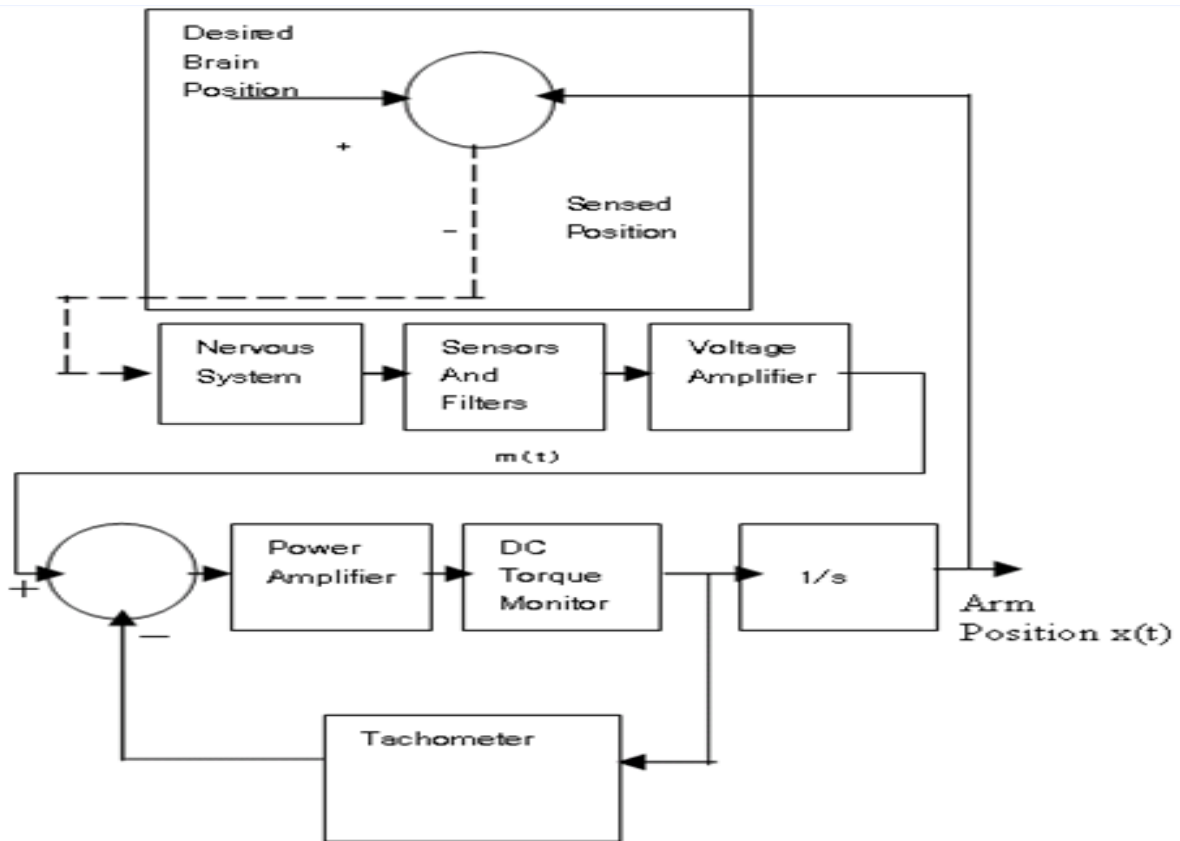 Desired
Brain
Position
+
Sensed
-
Position
Nervous
System
Sensors
And
Filters
Voltage
Amplifier
m(t)
+
Power
Amplifier
DC
Torque
Monitor
1/s
Arm
Position x(t)
−
Tachometer